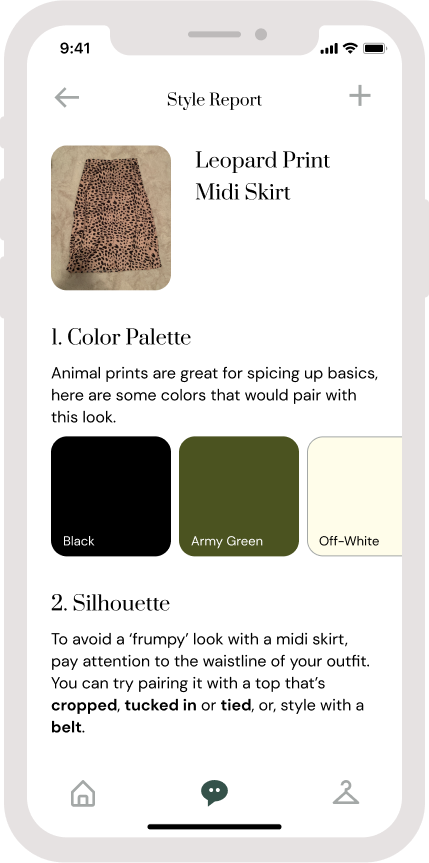 9:41
Style Report
Leopard Print
Midi Skirt
1. Color Palette
Animal prints are great for spicing up basics,
here are some colors that would pair with
this look.
Black
Army Green
Off-White
2. Silhouette
To avoid a ‘frumpy’ look with a midi skirt,
pay attention to the waistline of your outfit.
You can try pairing it with a top that’s
cropped, tucked in or tied, or, style with a
belt.